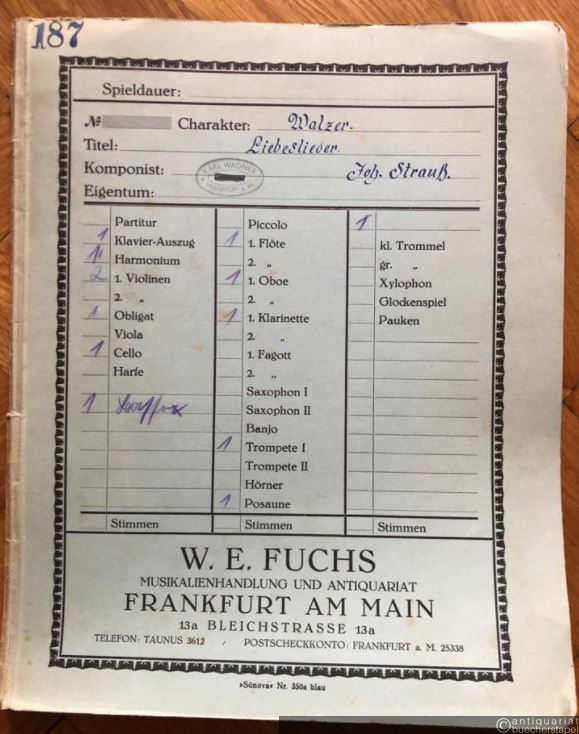 187
Spieldauer:
№ Charakter: Walzer.
Titel: Liebeslieder
Komponist: Joh. Strauß.
KARL WAGNER
FRANKFURT A. M.
Eigentum:
Partitur
1 Klavier-Auszug
1 Harmonium
2 1. Violinen
2. „
1 Obligat
Viola
1 Cello
Harfe
1
Stimmen
Piccolo
1 1. Flöte
2. „
1 1. Oboe
2. „
1 1. Klarinette
2. „
1. Fagott
2. „
Saxophon I
Saxophon II
Banjo
1 Trompete I
Trompete II
Hörner
1 Posaune
Stimmen
1
kl. Trommel
gr. „
Xylophon
Glockenspiel
Pauken
Stimmen
W. E. FUCHS
MUSIKALIENHANDLUNG UND ANTIQUARIAT
FRANKFURT AM MAIN
13a BLEICHSTRASSE 13a
TELEFON: TAUNUS 3612 / POSTSCHECKKONTO: FRANKFURT a. M. 25338
»Sünova« Nr. 350a blau
©antiquariat
buecherstapel